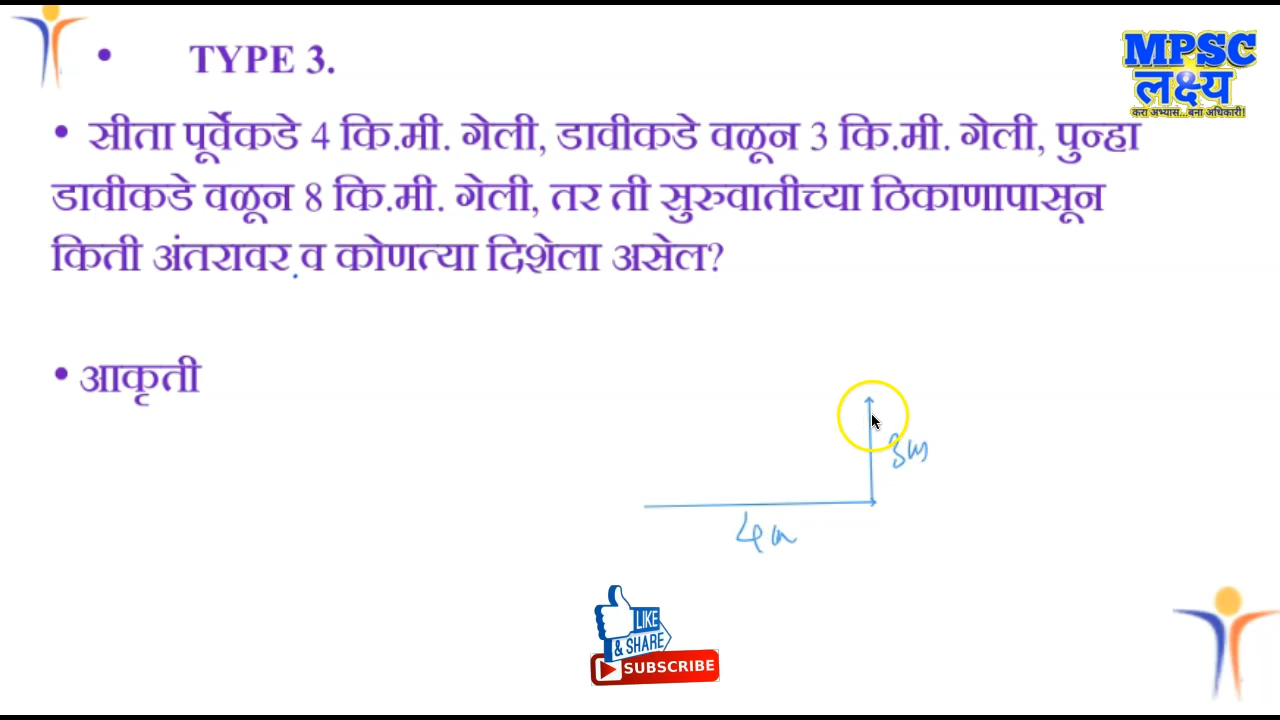 TYPE 3.
MPSC
लक्ष्य
करा अभ्यास...बना अधिकारी!
सीता पूर्वेकडे 4 कि.मी. गेली, डावीकडे वळून 3 कि.मी. गेली, पुन्हा
डावीकडे वळून 8 कि.मी. गेली, तर ती सुरुवातीच्या ठिकाणापासून
किती अंतरावर व कोणत्या दिशेला असेल?
आकृती
LIKE
& SHARE
SUBSCRIBE